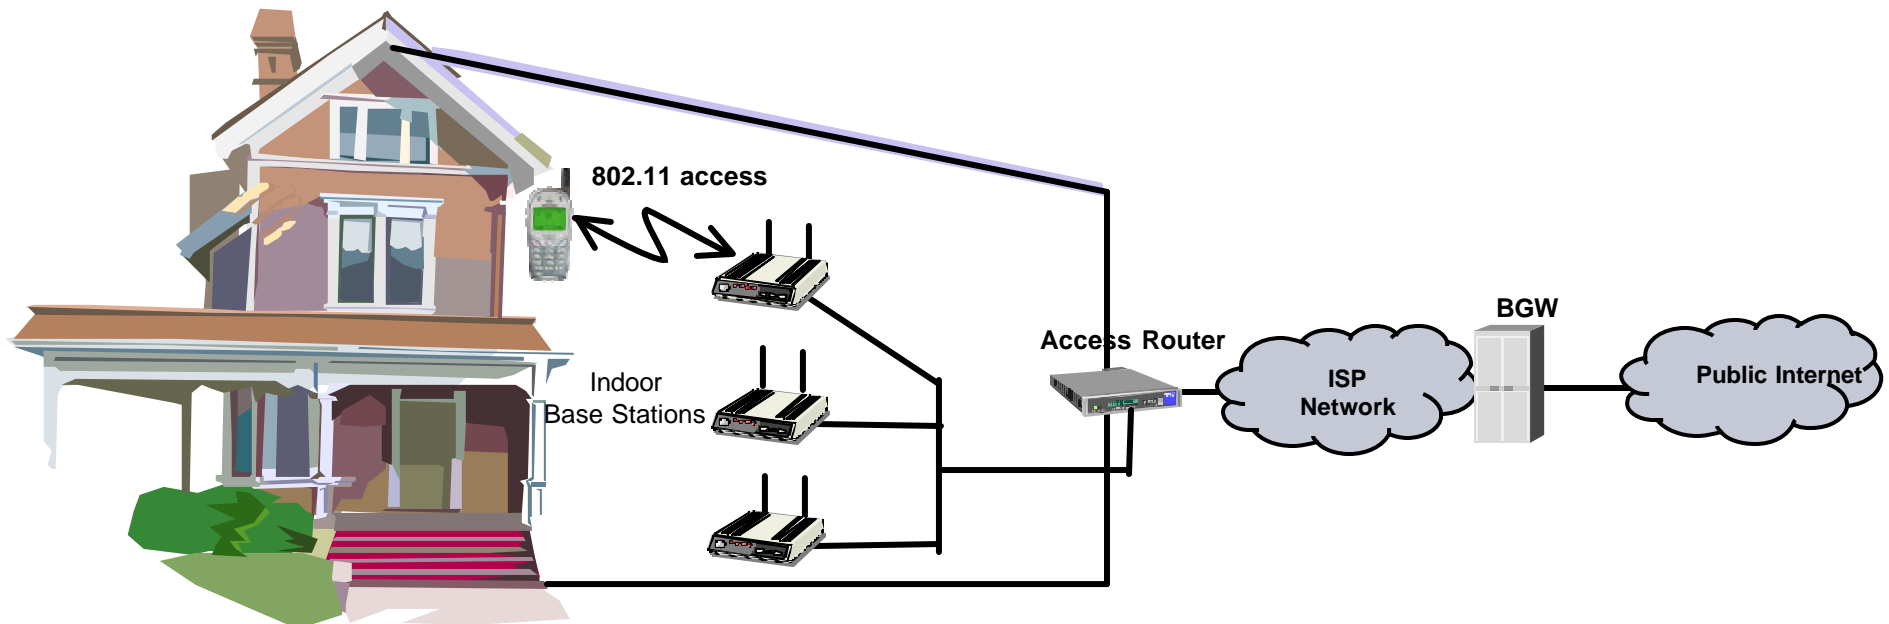 802.11 access
Indoor
Base Stations
Access Router
ISP
Network
BGW
Public Internet